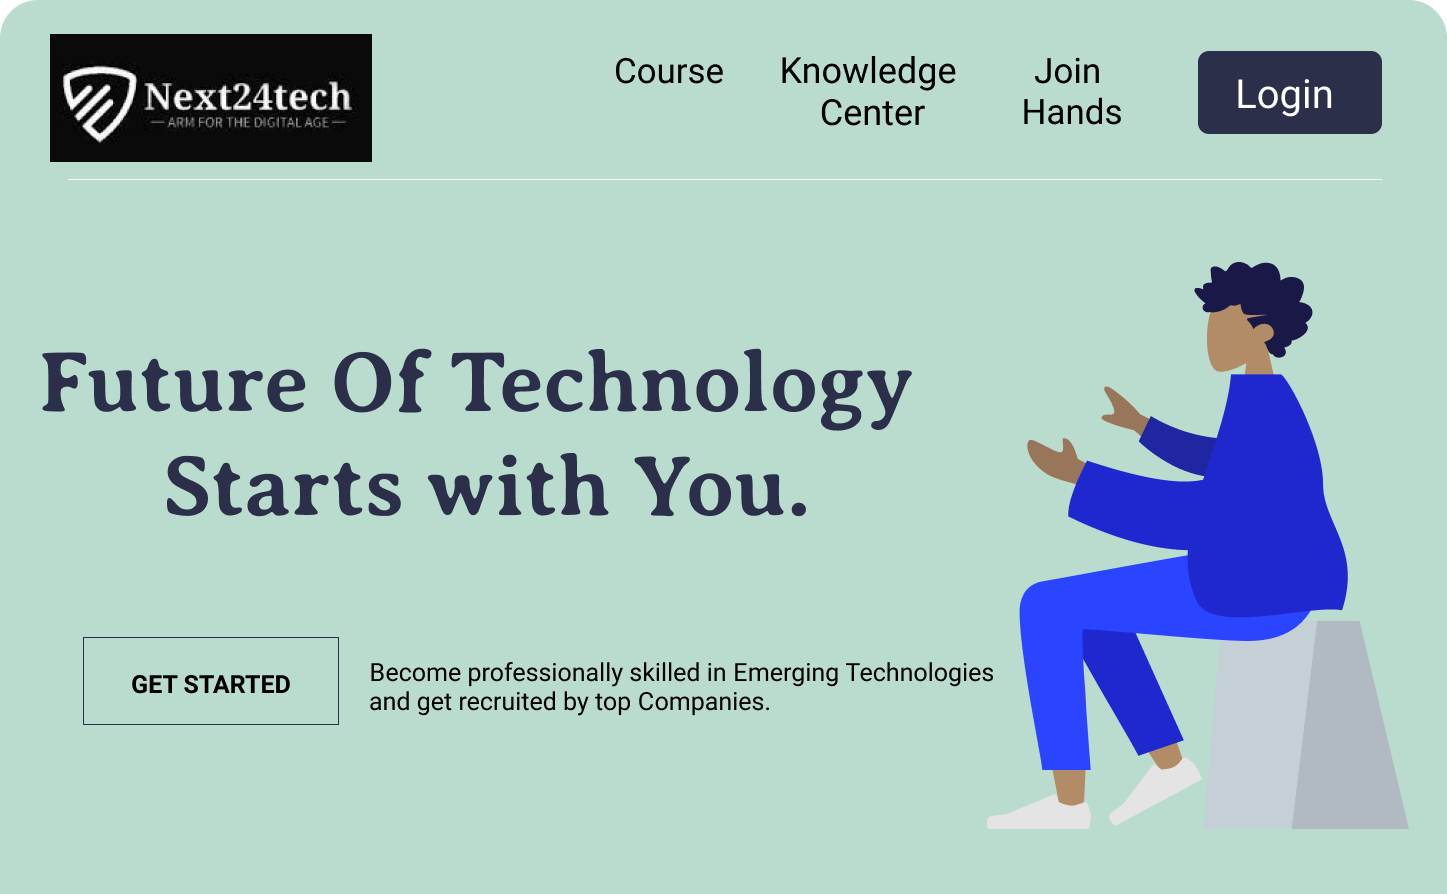 Next24tech
ARM FOR THE DIGITAL AGE
Course
Knowledge
Center
Join
Hands
Login
Future Of Technology
Starts with You.
GET STARTED
Become professionally skilled in Emerging Technologies
and get recruited by top Companies.